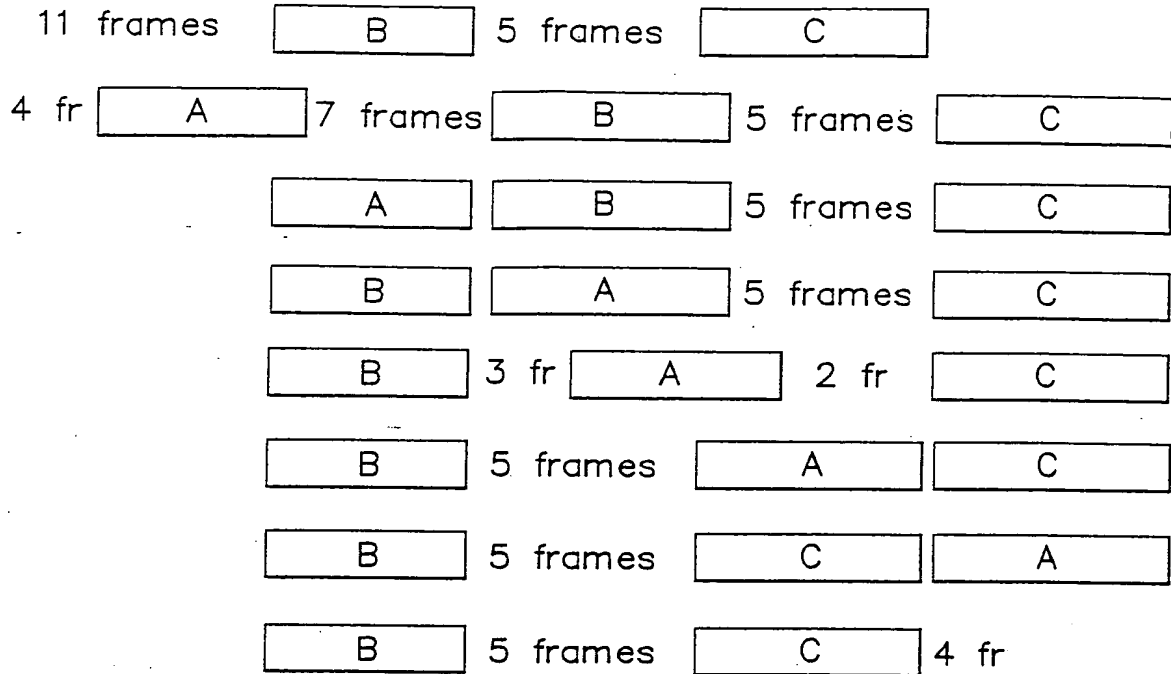 11 frames B 5 frames C
4 fr A 7 frames B 5 frames C
A B 5 frames C
B A 5 frames C
B 3 fr A 2 fr C
B 5 frames A C
B 5 frames C A
B 5 frames C 4 fr